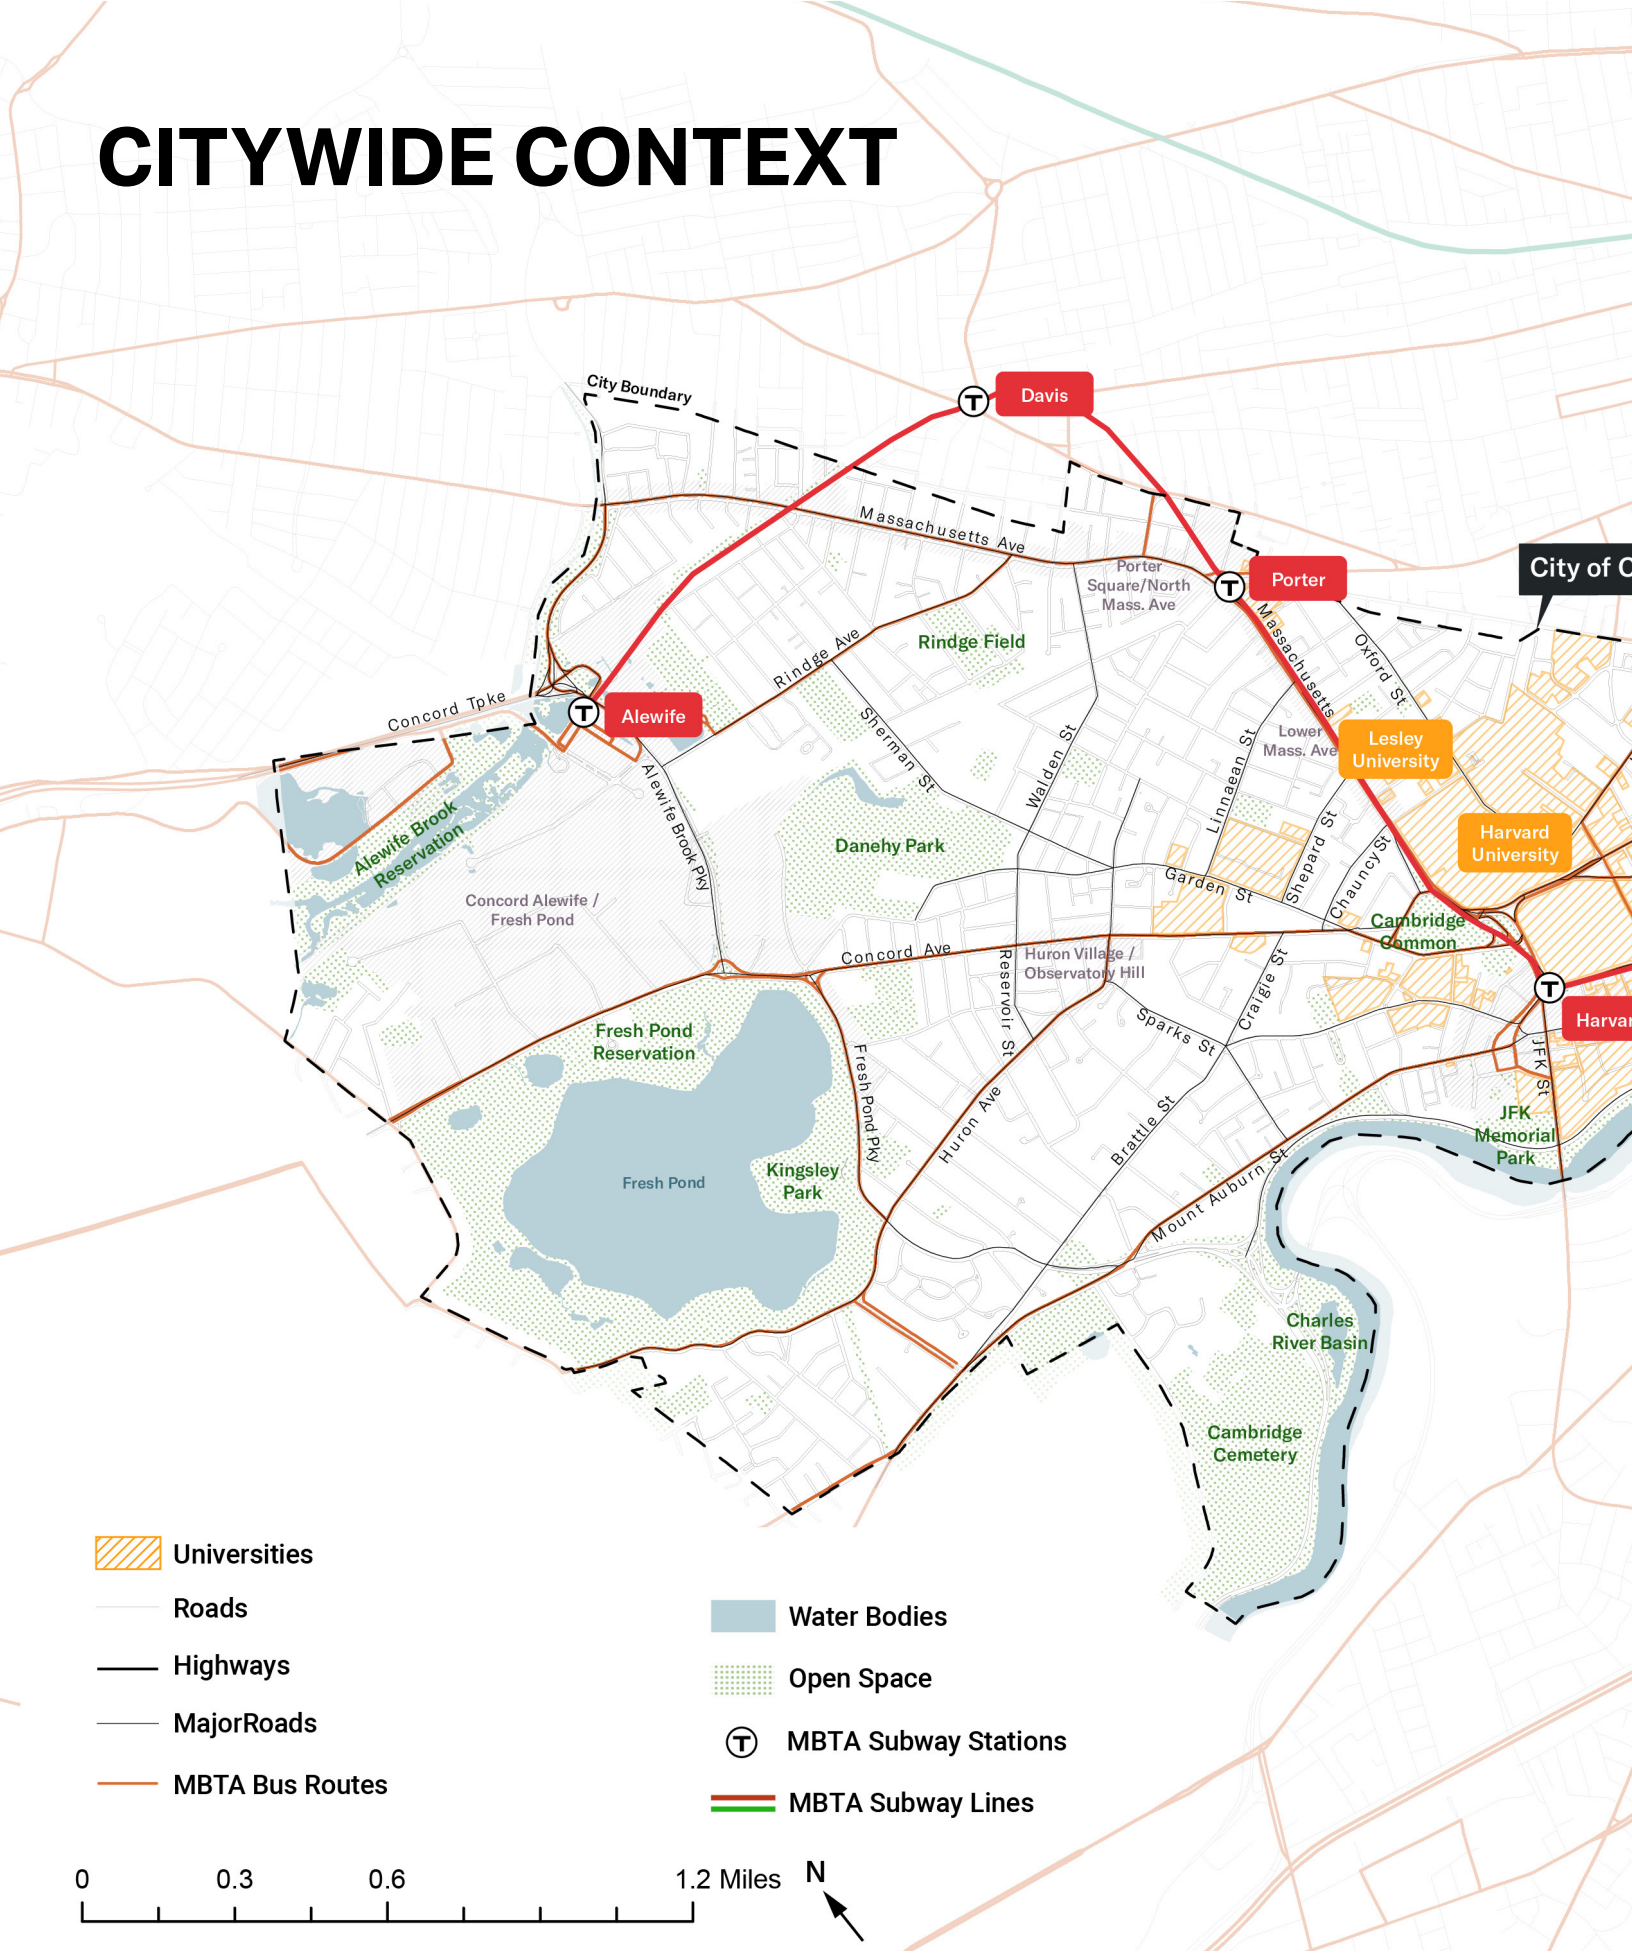 CITYWIDE CONTEXT
City Boundary
Davis
Massachusetts Ave
Porter
Square/North
Mass. Ave
Porter
City of C
Rindge Field
Rindge Ave
Massachusetts
Oxford St
Concord Tpke
Alewife
Sherman St
Walden St
Linnaean St
Lower
Mass. Ave
Lesley
University
Alewife Brook Pky
Alewife Brook
Reservation
Danehy Park
Harvard
University
Shepard St
Chauncy St
Garden St
Concord Alewife /
Fresh Pond
Cambridge
Common
Concord Ave
Huron Village /
Observatory Hill
Reservoir St
Craigie St
Sparks St
Harvar
Fresh Pond
Reservation
Fresh Pond Pky
Huron Ave
Brattle St
JFK St
JFK
Memorial
Park
Fresh Pond
Kingsley
Park
Mount Auburn St
Charles
River Basin
Cambridge
Cemetery
Universities
Roads
Highways
MajorRoads
MBTA Bus Routes
Water Bodies
Open Space
T MBTA Subway Stations
MBTA Subway Lines
0 0.3 0.6 1.2 Miles
N